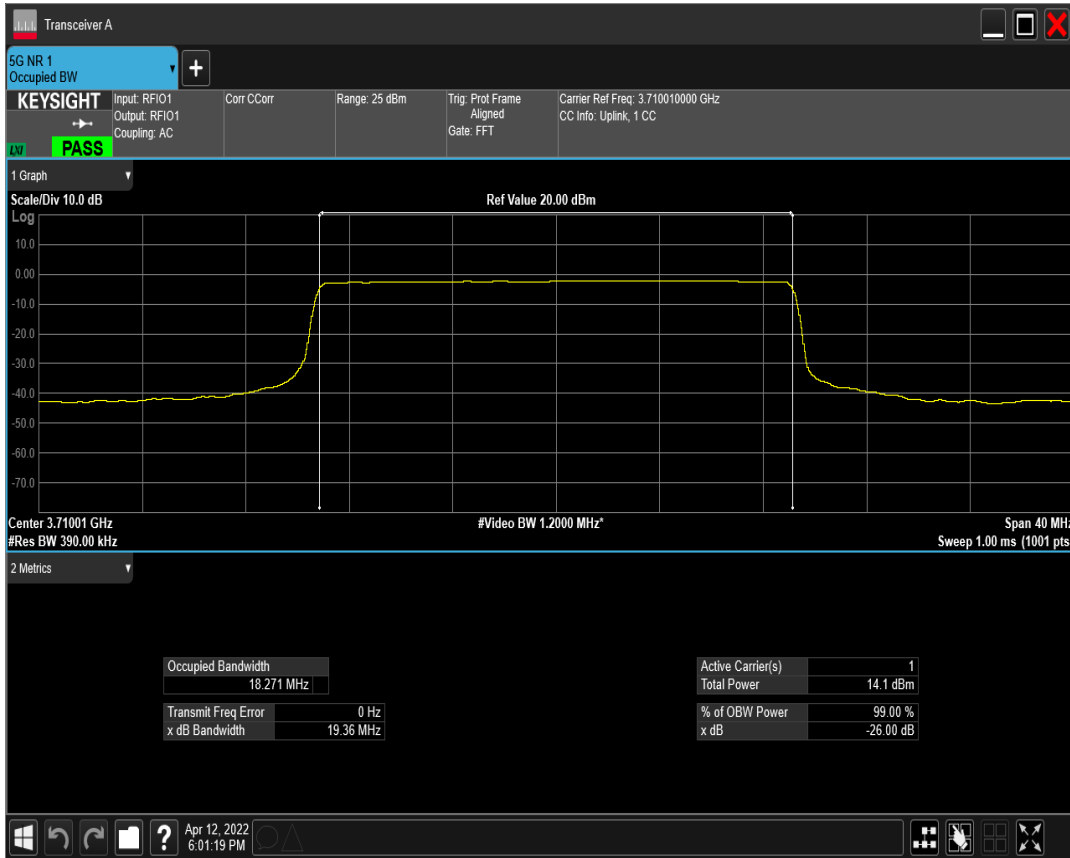 Transceiver A
5G NR 1
Occupied BW
+
KEYSIGHT
LXI
PASS
Input: RFIO1
Output: RFIO1
Coupling: AC
Corr CCorr
Range: 25 dBm
Trig: Prot Frame
Aligned
Gate: FFT
Carrier Ref Freq: 3.710010000 GHz
CC Info: Uplink, 1 CC
1 Graph
Scale/Div 10.0 dB
Ref Value 20.00 dBm
Log
10.0
0.00
-10.0
-20.0
-30.0
-40.0
-50.0
-60.0
-70.0
Center 3.71001 GHz
#Video BW 1.2000 MHz*
Span 40 MHz
#Res BW 390.00 kHz
Sweep 1.00 ms (1001 pts
2 Metrics
Occupied Bandwidth
18.271 MHz
Transmit Freq Error 0 Hz
x dB Bandwidth 19.36 MHz
Active Carrier(s) 1
Total Power 14.1 dBm
% of OBW Power 99.00 %
x dB -26.00 dB
?
Apr 12, 2022
6:01:19 PM